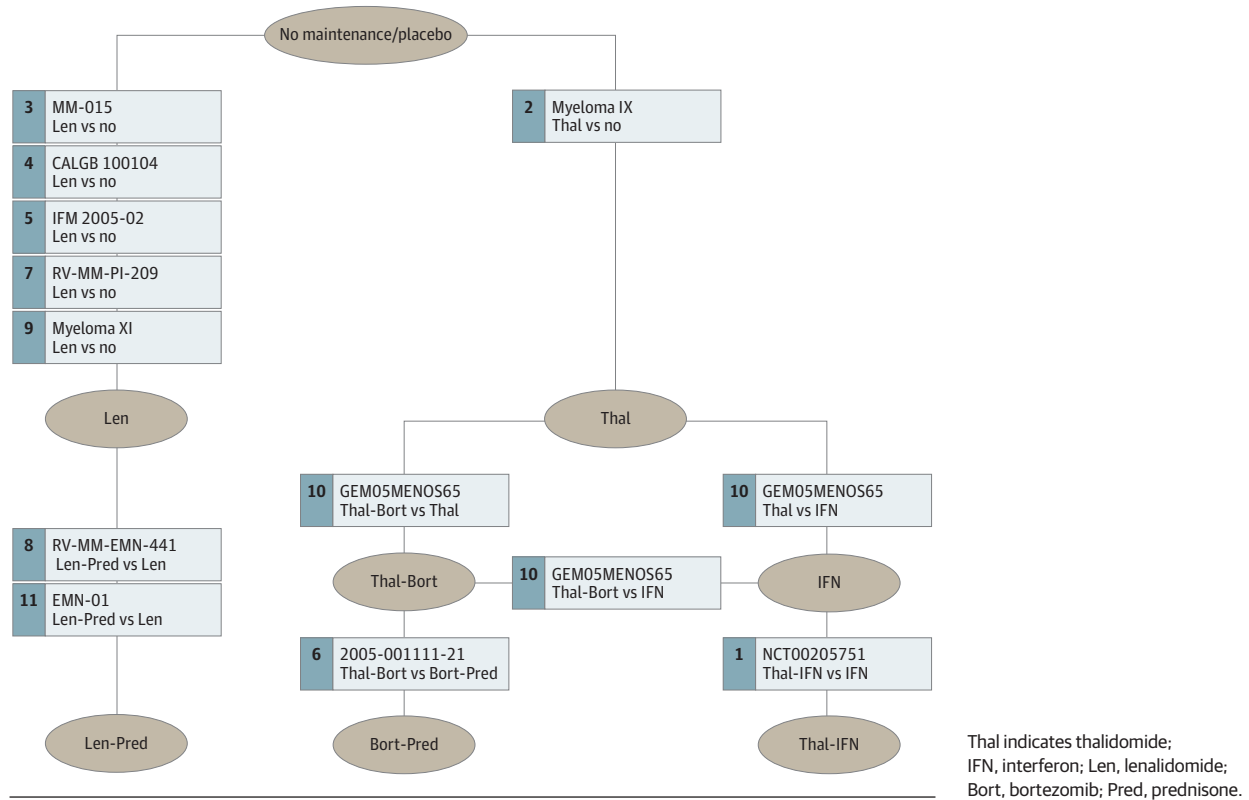 No maintenance/placebo
3
MM-015
Len vs no
4
CALGB 100104
Len vs no
5
IFM 2005-02
Len vs no
7
RV-MM-PI-209
Len vs no
9
Myeloma XI
Len vs no
2
Myeloma IX
Thal vs no
Len
Thal
10
GEM05MENOS65
Thal-Bort vs Thal
10
GEM05MENOS65
Thal vs IFN
8
RV-MM-EMN-441
Len-Pred vs Len
11
EMN-01
Len-Pred vs Len
Thal-Bort
10
GEM05MENOS65
Thal-Bort vs IFN
IFN
6
2005-001111-21
Thal-Bort vs Bort-Pred
1
NCT00205751
Thal-IFN vs IFN
Len-Pred
Bort-Pred
Thal-IFN
Thal indicates thalidomide;
IFN, interferon; Len, lenalidomide;
Bort, bortezomib; Pred, prednisone.